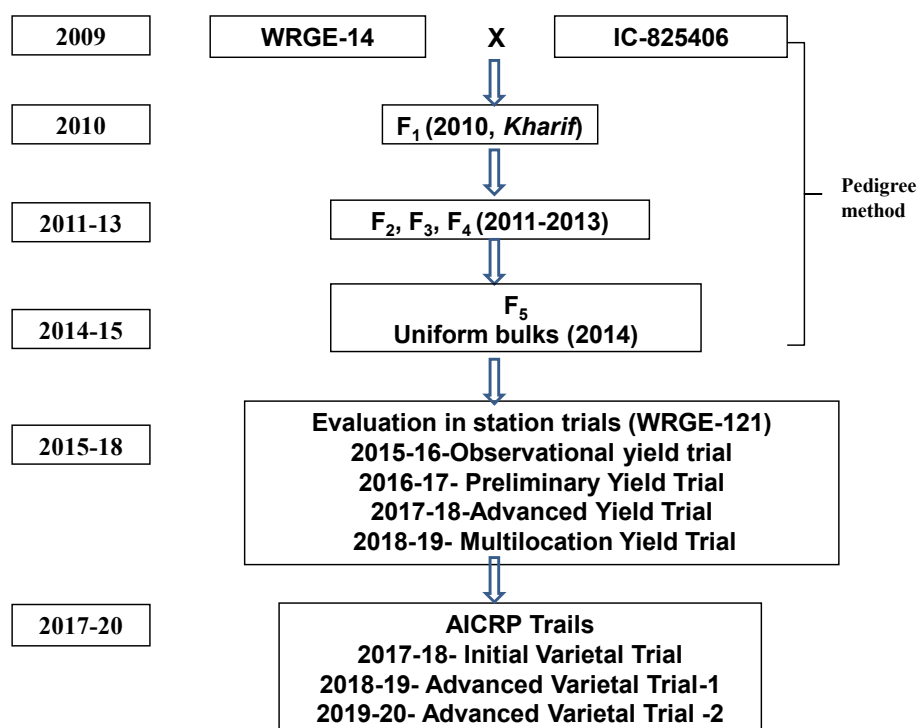 2009
WRGE-14 X IC-825406
2010
F₁ (2010, Kharif)
2011-13
F₂, F₃, F₄ (2011-2013)
Pedigree
method
2014-15
F₅
Uniform bulks (2014)
2015-18
Evaluation in station trials (WRGE-121)
2015-16-Observational yield trial
2016-17- Preliminary Yield Trial
2017-18-Advanced Yield Trial
2018-19- Multilocation Yield Trial
2017-20
AICRP Trails
2017-18- Initial Varietal Trial
2018-19- Advanced Varietal Trial-1
2019-20- Advanced Varietal Trial -2